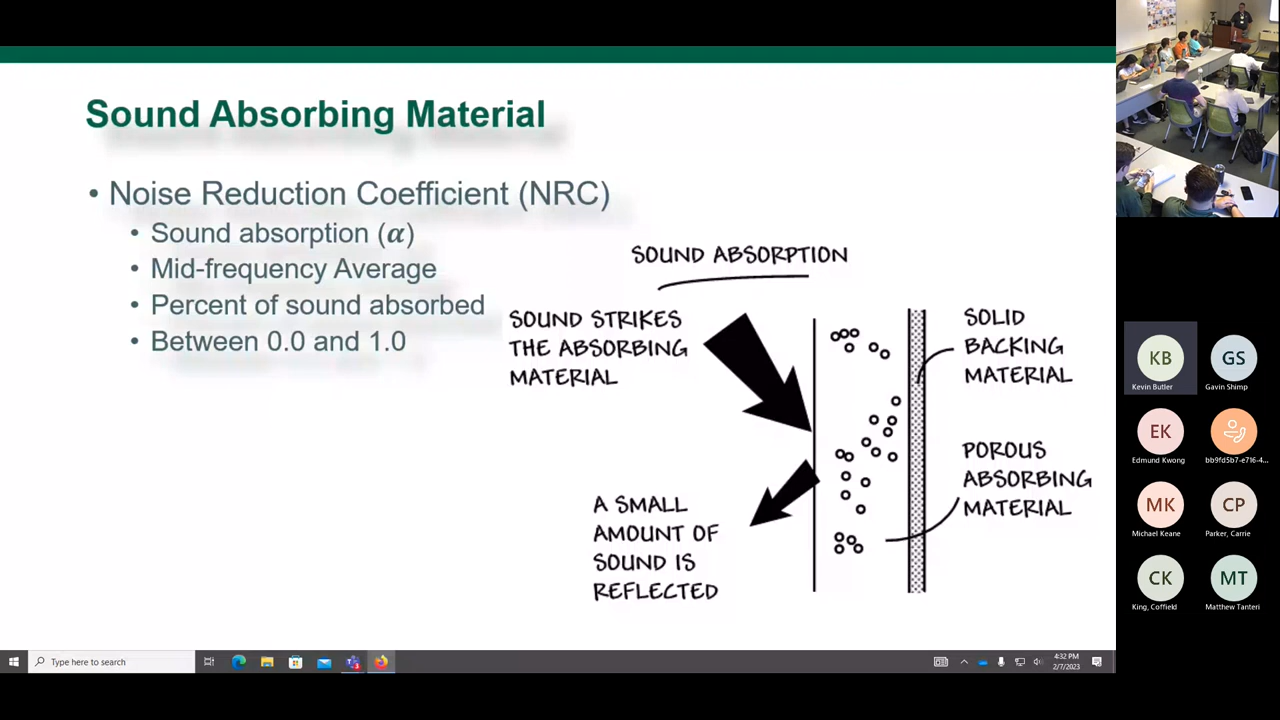 Sound Absorbing Material
• Noise Reduction Coefficient (NRC)
• Sound absorption (α)
• Mid-frequency Average
• Percent of sound absorbed
• Between 0.0 and 1.0
SOUND ABSORPTION
SOUND STRIKES
THE ABSORBING
MATERIAL
A SMALL
AMOUNT OF
SOUND IS
REFLECTED
SOLID
BACKING
MATERIAL
POROUS
ABSORBING
MATERIAL
KB
Kevin Butler
GS
Gavin Shimp
EK
Edmund Kwong
bb9fd5b7-e716-4...
MK
Michael Keane
CP
Parker, Carrie
CK
King, Coffield
MT
Matthew Tanteri
Type here to search
4:32 PM
2/7/2023